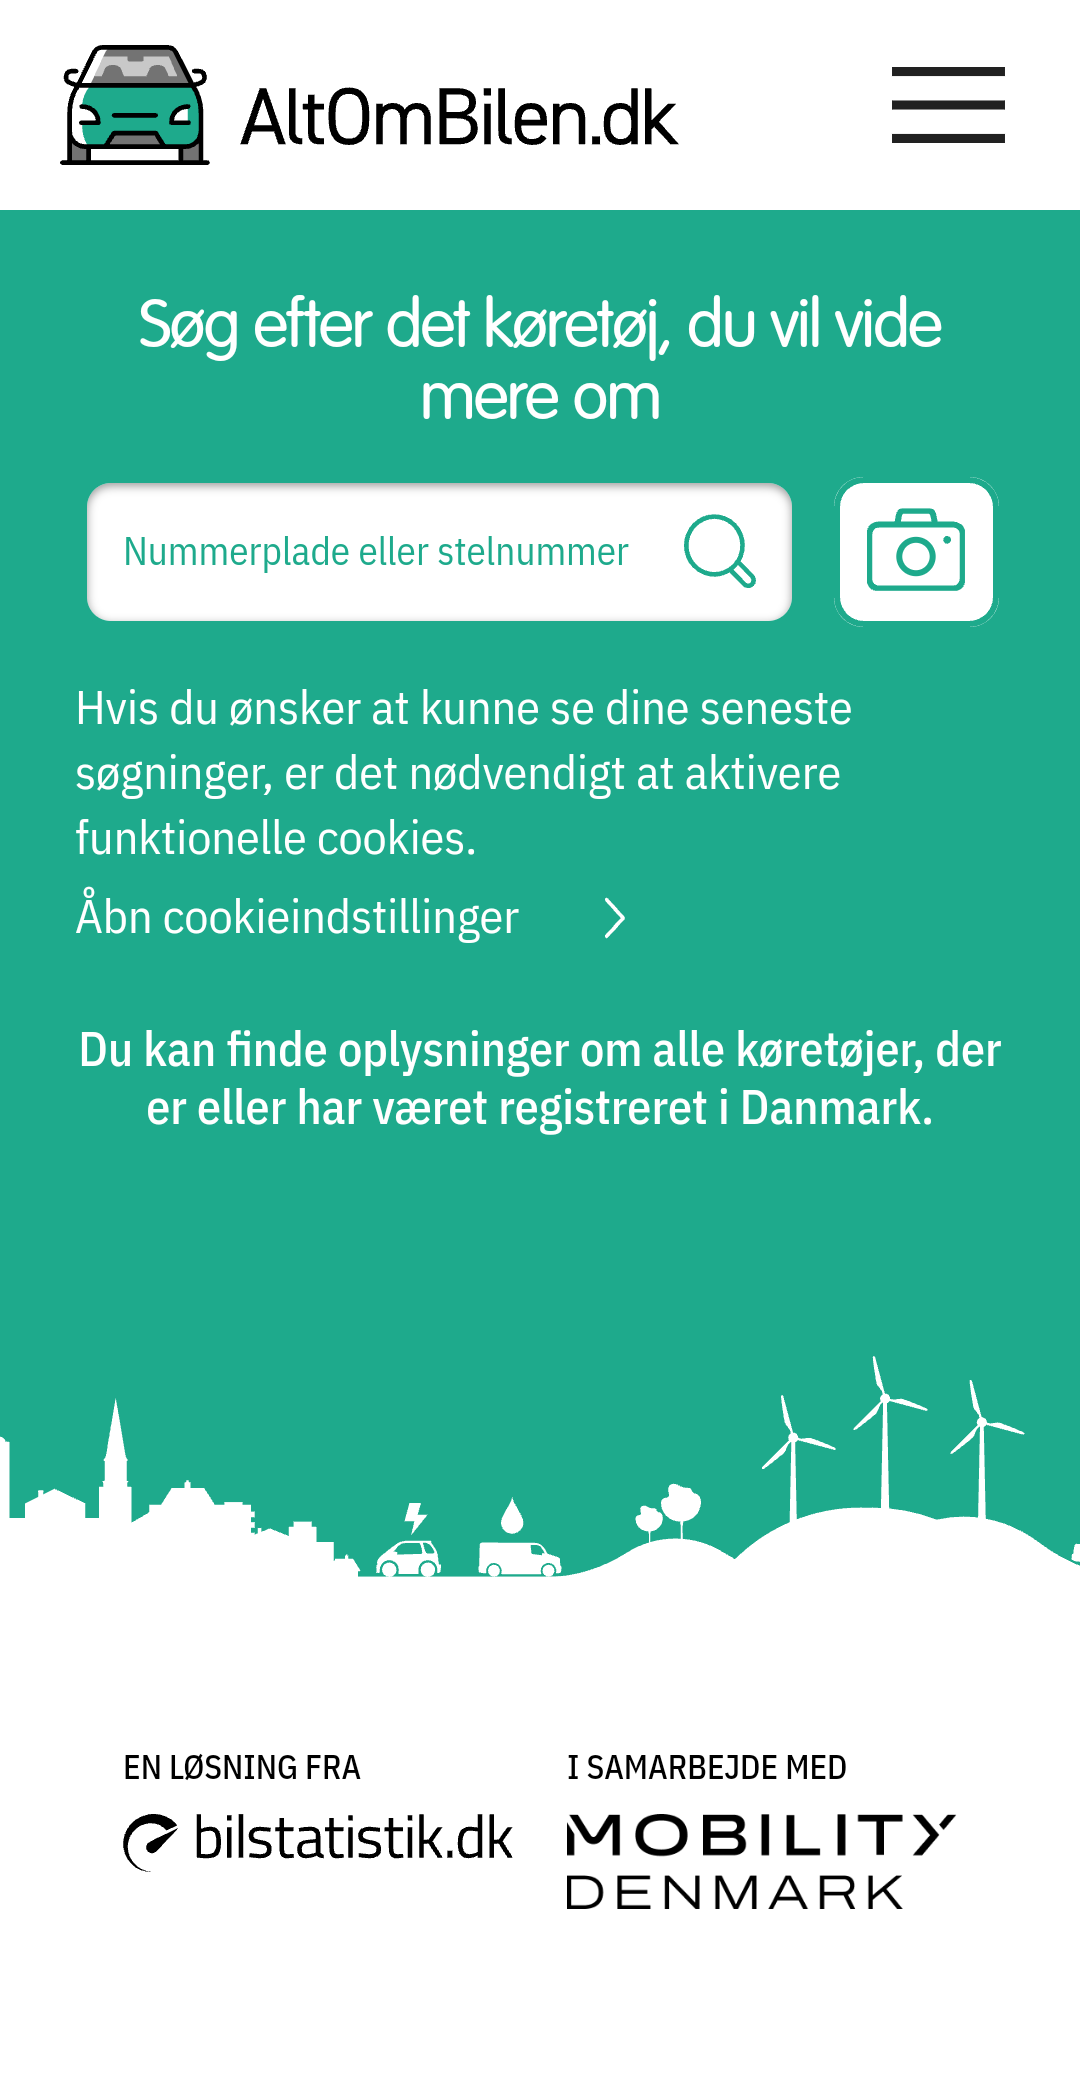 AltOmBilen.dk
Søg efter det køretøj, du vil vide
mere om
Nummerplade eller stelnummer
Hvis du ønsker at kunne se dine seneste
søgninger, er det nødvendigt at aktivere
funktionelle cookies.
Åbn cookieindstillinger
Du kan finde oplysninger om alle køretøjer, der
er eller har været registreret i Danmark.
EN LØSNING FRA
bilstatistik.dk
I SAMARBEJDE MED
MOBILITY
DENMARK